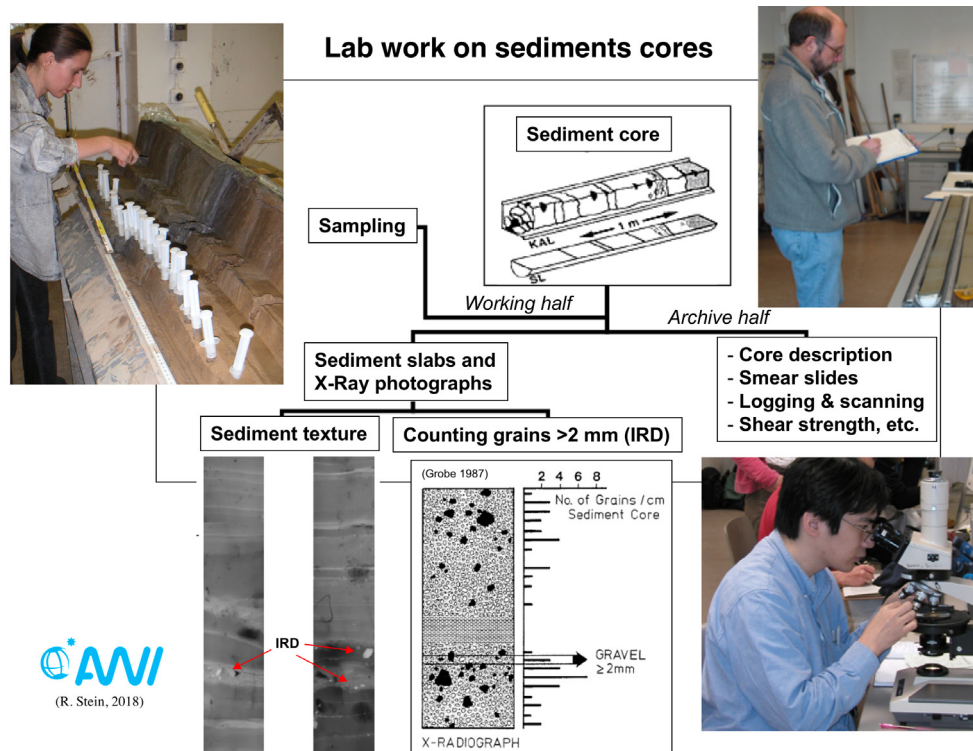 Lab work on sediments cores
Sediment core
KAL
1 m
SL
Sampling
Working half
Archive half
Sediment slabs and
X-Ray photographs
- Core description
- Smear slides
- Logging & scanning
- Shear strength, etc.
Sediment texture
Counting grains >2 mm (IRD)
(Grobe 1987)
2 4 6 8
No. of Grains/cm
Sediment Core
IRD
GRAVEL
≥2mm
X-RADIOGRAPH
AWI
(R. Stein, 2018)